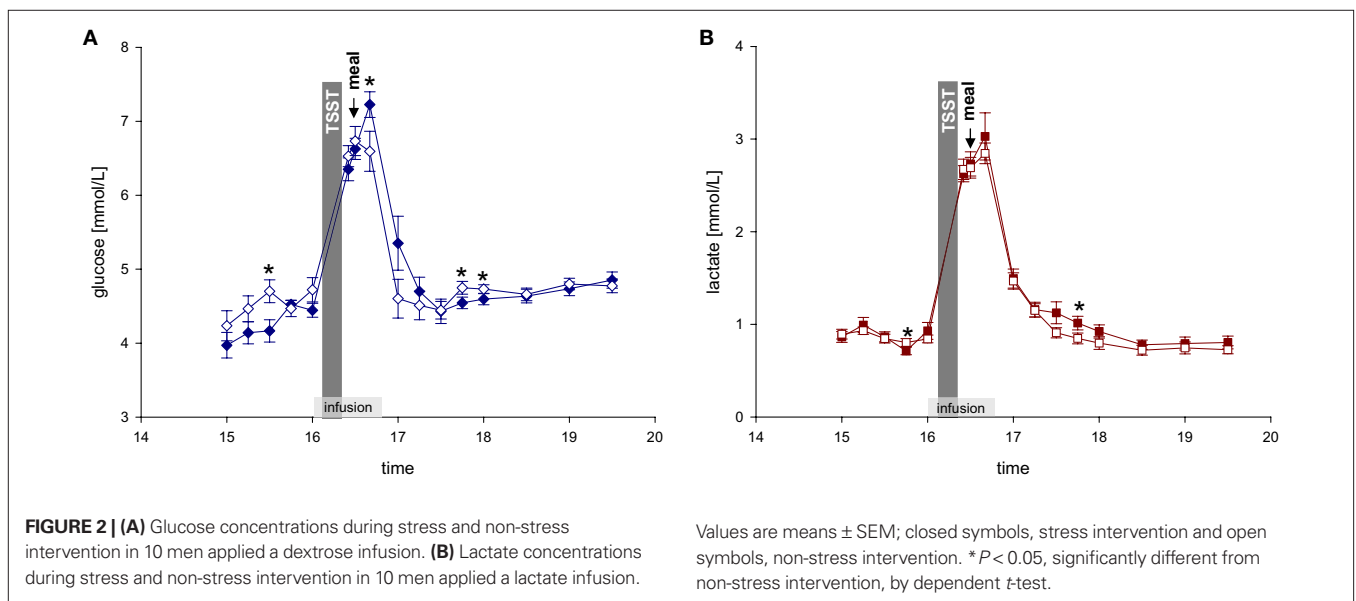 A
8
7
6
5
4
3
glucose [mmol/L]
TSST
meal
*
*
*
*
infusion
14
15
16
17
18
19
20
time
B
4
3
2
1
0
lactate [mmol/L]
TSST
meal
*
*
infusion
14
15
16
17
18
19
20
time
FIGURE 2 | (A) Glucose concentrations during stress and non-stress
intervention in 10 men applied a dextrose infusion. (B) Lactate concentrations
during stress and non-stress intervention in 10 men applied a lactate infusion.
Values are means ± SEM; closed symbols, stress intervention and open
symbols, non-stress intervention. *P < 0.05, significantly different from
non-stress intervention, by dependent t-test.